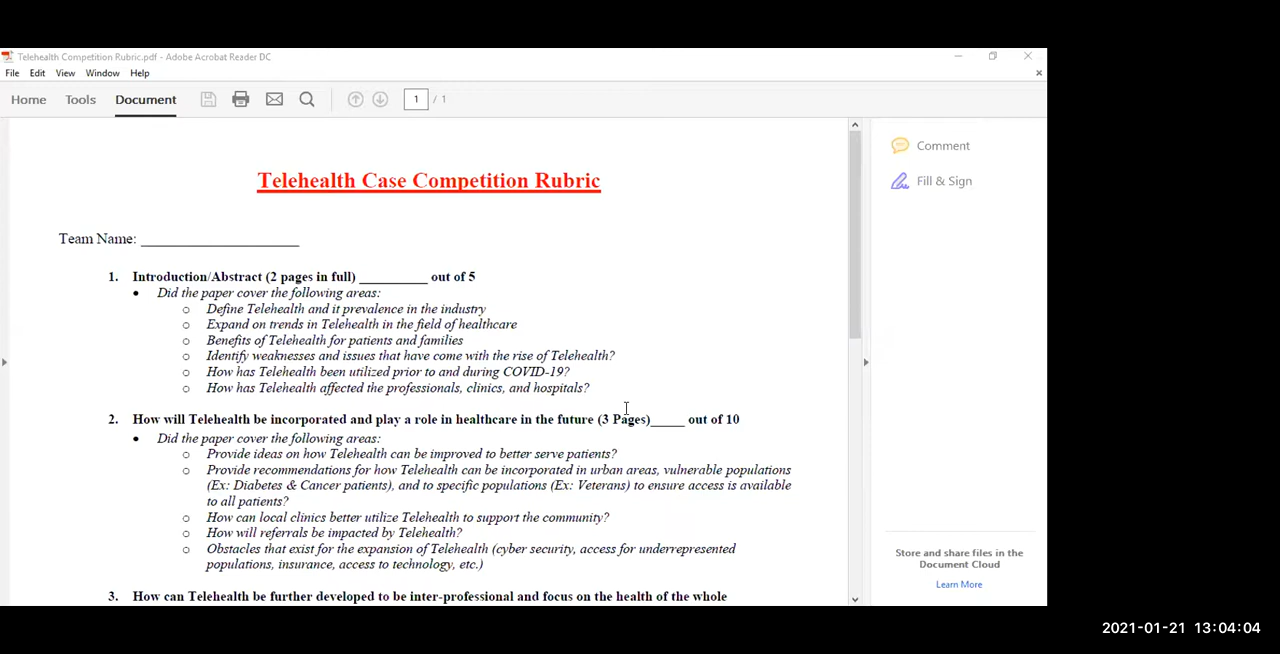 Telehealth Competition Rubric.pdf - Adobe Acrobat Reader DC
File Edit View Window Help
Home Tools Document 1 / 1
Comment
Fill & Sign
Telehealth Case Competition Rubric
Team Name: ______________________
1. Introduction/Abstract (2 pages in full) __________ out of 5
• Did the paper cover the following areas:
o Define Telehealth and it prevalence in the industry
o Expand on trends in Telehealth in the field of healthcare
o Benefits of Telehealth for patients and families
o Identify weaknesses and issues that have come with the rise of Telehealth?
o How has Telehealth been utilized prior to and during COVID-19?
o How has Telehealth affected the professionals, clinics, and hospitals?
2. How will Telehealth be incorporated and play a role in healthcare in the future (3 Pages)_____ out of 10
• Did the paper cover the following areas:
o Provide ideas on how Telehealth can be improved to better serve patients?
o Provide recommendations for how Telehealth can be incorporated in urban areas, vulnerable populations
(Ex: Diabetes & Cancer patients), and to specific populations (Ex: Veterans) to ensure access is available
to all patients?
o How can local clinics better utilize Telehealth to support the community?
o How will referrals be impacted by Telehealth?
o Obstacles that exist for the expansion of Telehealth (cyber security, access for underrepresented
populations, insurance, access to technology, etc.)
3. How can Telehealth be further developed to be inter-professional and focus on the health of the whole
Store and share files in the
Document Cloud
Learn More
2021-01-21 13:04:04